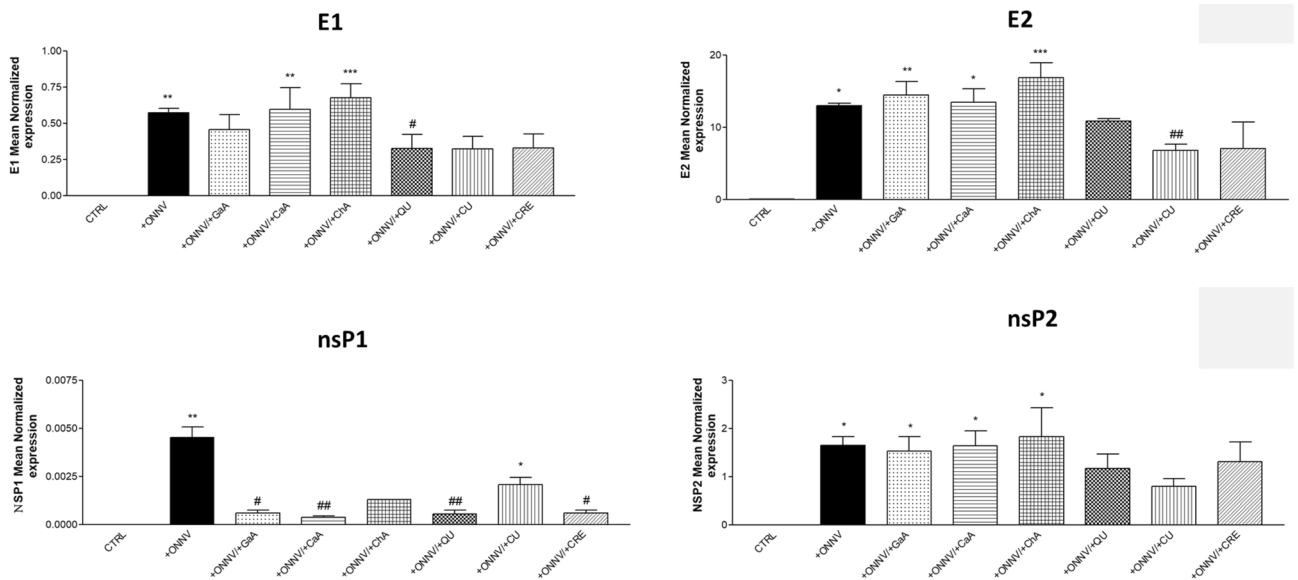 E1
E1 Mean Normalized
expression
1.00
0.75
0.50
0.25
0.00
**
**
***
#
CTRL
+ONNV
+ONNV/+GaA
+ONNV/+CaA
+ONNV/+ChA
+ONNV/+QU
+ONNV/+CU
+ONNV/+CRE
E2
E2 Mean Normalized
expression
20
10
0
*
**
*
***
##
CTRL
+ONNV
+ONNV/+GaA
+ONNV/+CaA
+ONNV/+ChA
+ONNV/+QU
+ONNV/+CU
+ONNV/+CRE
nsP1
NSP1 Mean Normalized
expression
0.0075
0.0050
0.0025
0.0000
**
#
##
##
*
#
CTRL
+ONNV
+ONNV/+GaA
+ONNV/+CaA
+ONNV/+ChA
+ONNV/+QU
+ONNV/+CU
+ONNV/+CRE
nsP2
NSP2 Mean Normalized
expression
3
2
1
0
*
*
*
*
CTRL
+ONNV
+ONNV/+GaA
+ONNV/+CaA
+ONNV/+ChA
+ONNV/+QU
+ONNV/+CU
+ONNV/+CRE